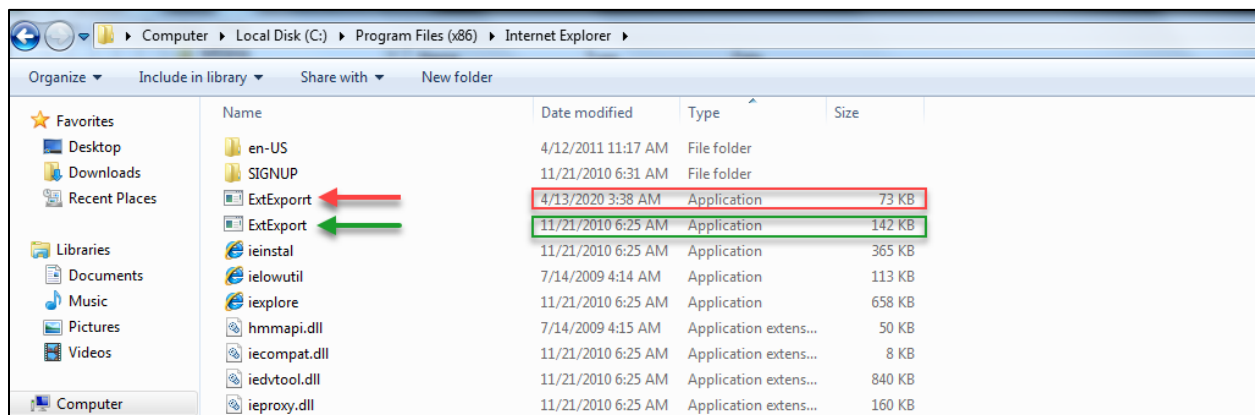 Computer Local Disk (C:) Program Files (x86) Internet Explorer
Organize Include in library Share with New folder
Favorites
Desktop
Downloads
Recent Places
Libraries
Documents
Music
Pictures
Videos
Computer
Name Date modified Type Size
en-US 4/12/2011 11:17 AM File folder
SIGNUP 11/21/2010 6:31 AM File folder
ExtExporrt 4/13/2020 3:38 AM Application 73 KB
ExtExport 11/21/2010 6:25 AM Application 142 KB
ieinstal 11/21/2010 6:25 AM Application 365 KB
ielowutil 7/14/2009 4:14 AM Application 113 KB
iexplore 11/21/2010 6:25 AM Application 658 KB
hmmapi.dll 7/14/2009 4:15 AM Application extens... 50 KB
iecompat.dll 11/21/2010 6:25 AM Application extens... 8 KB
iedvtool.dll 11/21/2010 6:25 AM Application extens... 840 KB
ieproxy.dll 11/21/2010 6:25 AM Application extens... 160 KB